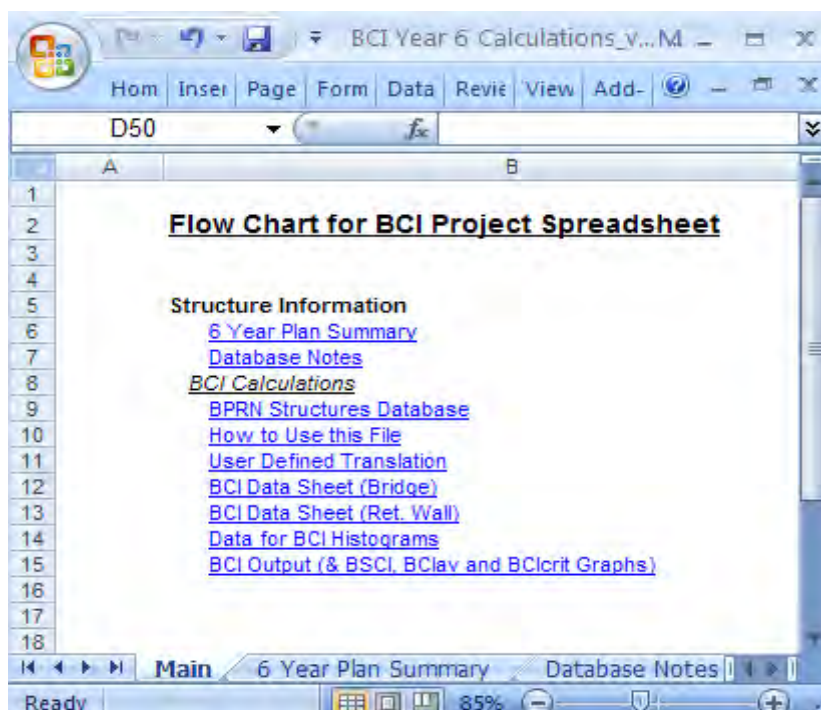 BCI Year 6 Calculations_v...M
Hom Inser Page Form Data Revie View Add-
D50 fx
A B
1
2 Flow Chart for BCI Project Spreadsheet
3
4
5 Structure Information
6 6 Year Plan Summary
7 Database Notes
8 BCI Calculations
9 BPRN Structures Database
10 How to Use this File
11 User Defined Translation
12 BCI Data Sheet (Bridge)
13 BCI Data Sheet (Ret. Wall)
14 Data for BCI Histograms
15 BCI Output (& BSCI, BCIav and BCIcrit Graphs)
16
17
18
Main 6 Year Plan Summary Database Notes
Ready 85%